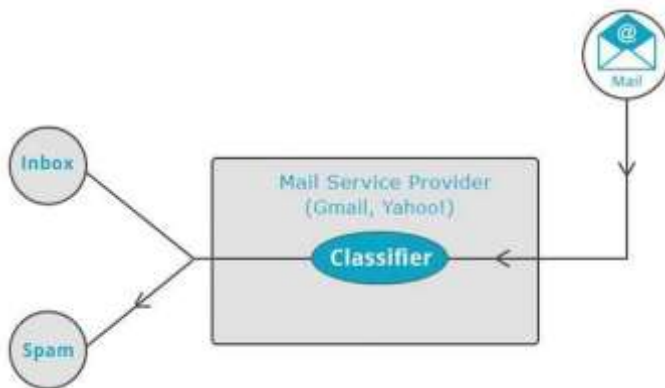 @
Mail
Inbox
Mail Service Provider
(Gmail, Yahoo!)
Classifier
Spam